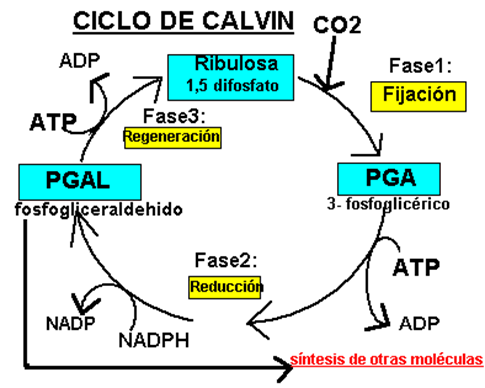 CICLO DE CALVIN
CO2
ADP
Ribulosa
1,5 difosfato
Fase1:
Fijación
ATP
Fase3:
Regeneración
PGAL
fosfogliceraldehido
PGA
3- fosfoglicérico
Fase2:
Reducción
ATP
NADP
NADPH
ADP
síntesis de otras moléculas